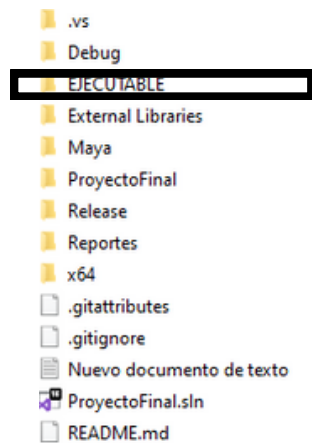 .vs
Debug
EJECUTABLE
External Libraries
Maya
ProyectoFinal
Release
Reportes
x64
.gitattributes
.gitignore
Nuevo documento de texto
ProyectoFinal.sln
README.md